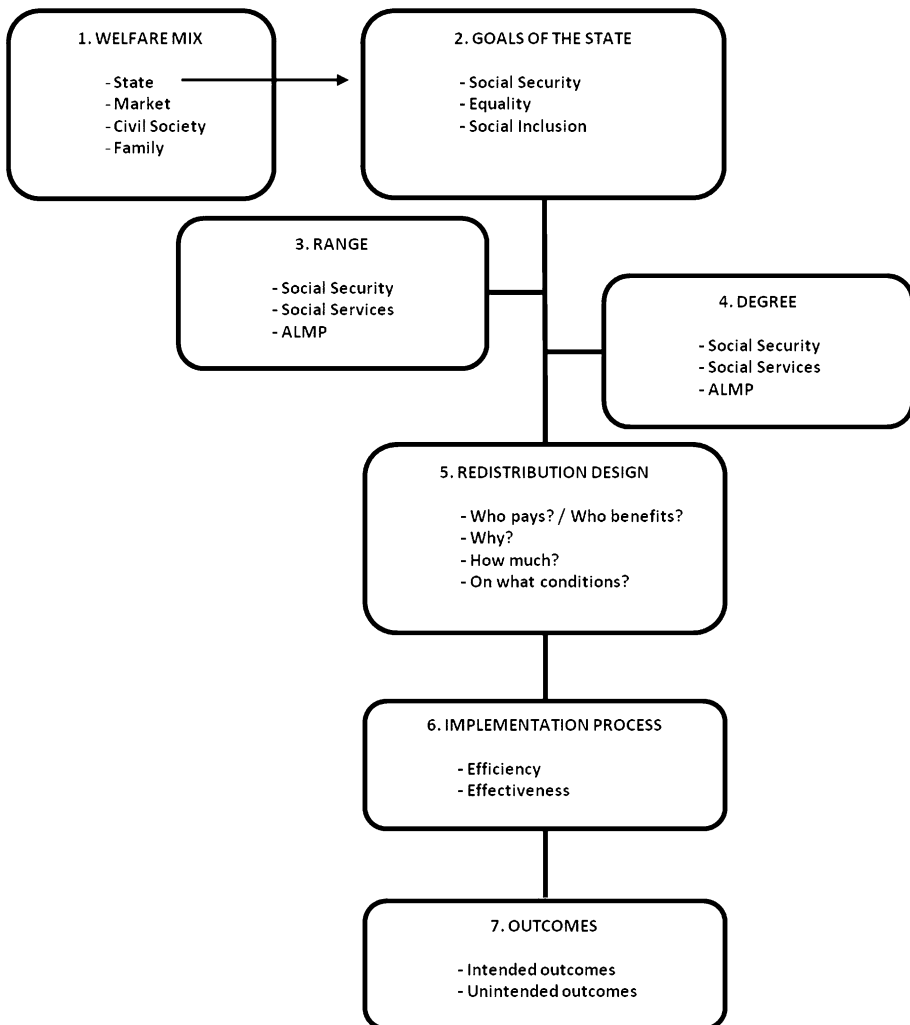 1. WELFARE MIX
- State
- Market
- Civil Society
- Family
2. GOALS OF THE STATE
- Social Security
- Equality
- Social Inclusion
3. RANGE
- Social Security
- Social Services
- ALMP
4. DEGREE
- Social Security
- Social Services
- ALMP
5. REDISTRIBUTION DESIGN
- Who pays? / Who benefits?
- Why?
- How much?
- On what conditions?
6. IMPLEMENTATION PROCESS
- Efficiency
- Effectiveness
7. OUTCOMES
- Intended outcomes
- Unintended outcomes